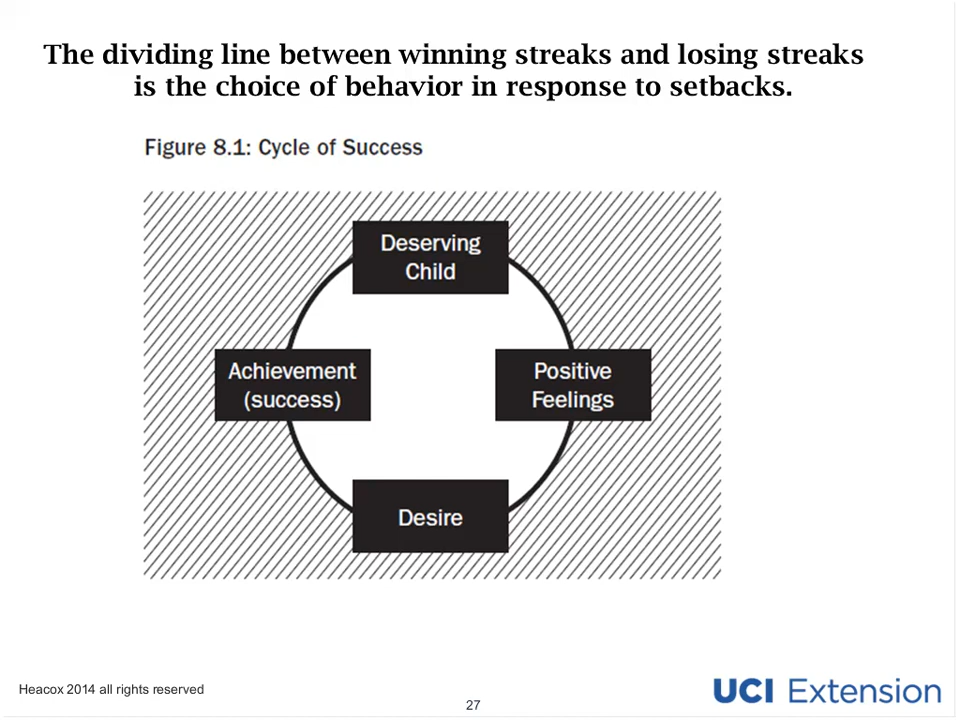 The dividing line between winning streaks and losing streaks
is the choice of behavior in response to setbacks.
Figure 8.1: Cycle of Success
Deserving
Child
Achievement
(success)
Positive
Feelings
Desire
Heacox 2014 all rights reserved
27
UCI Extension